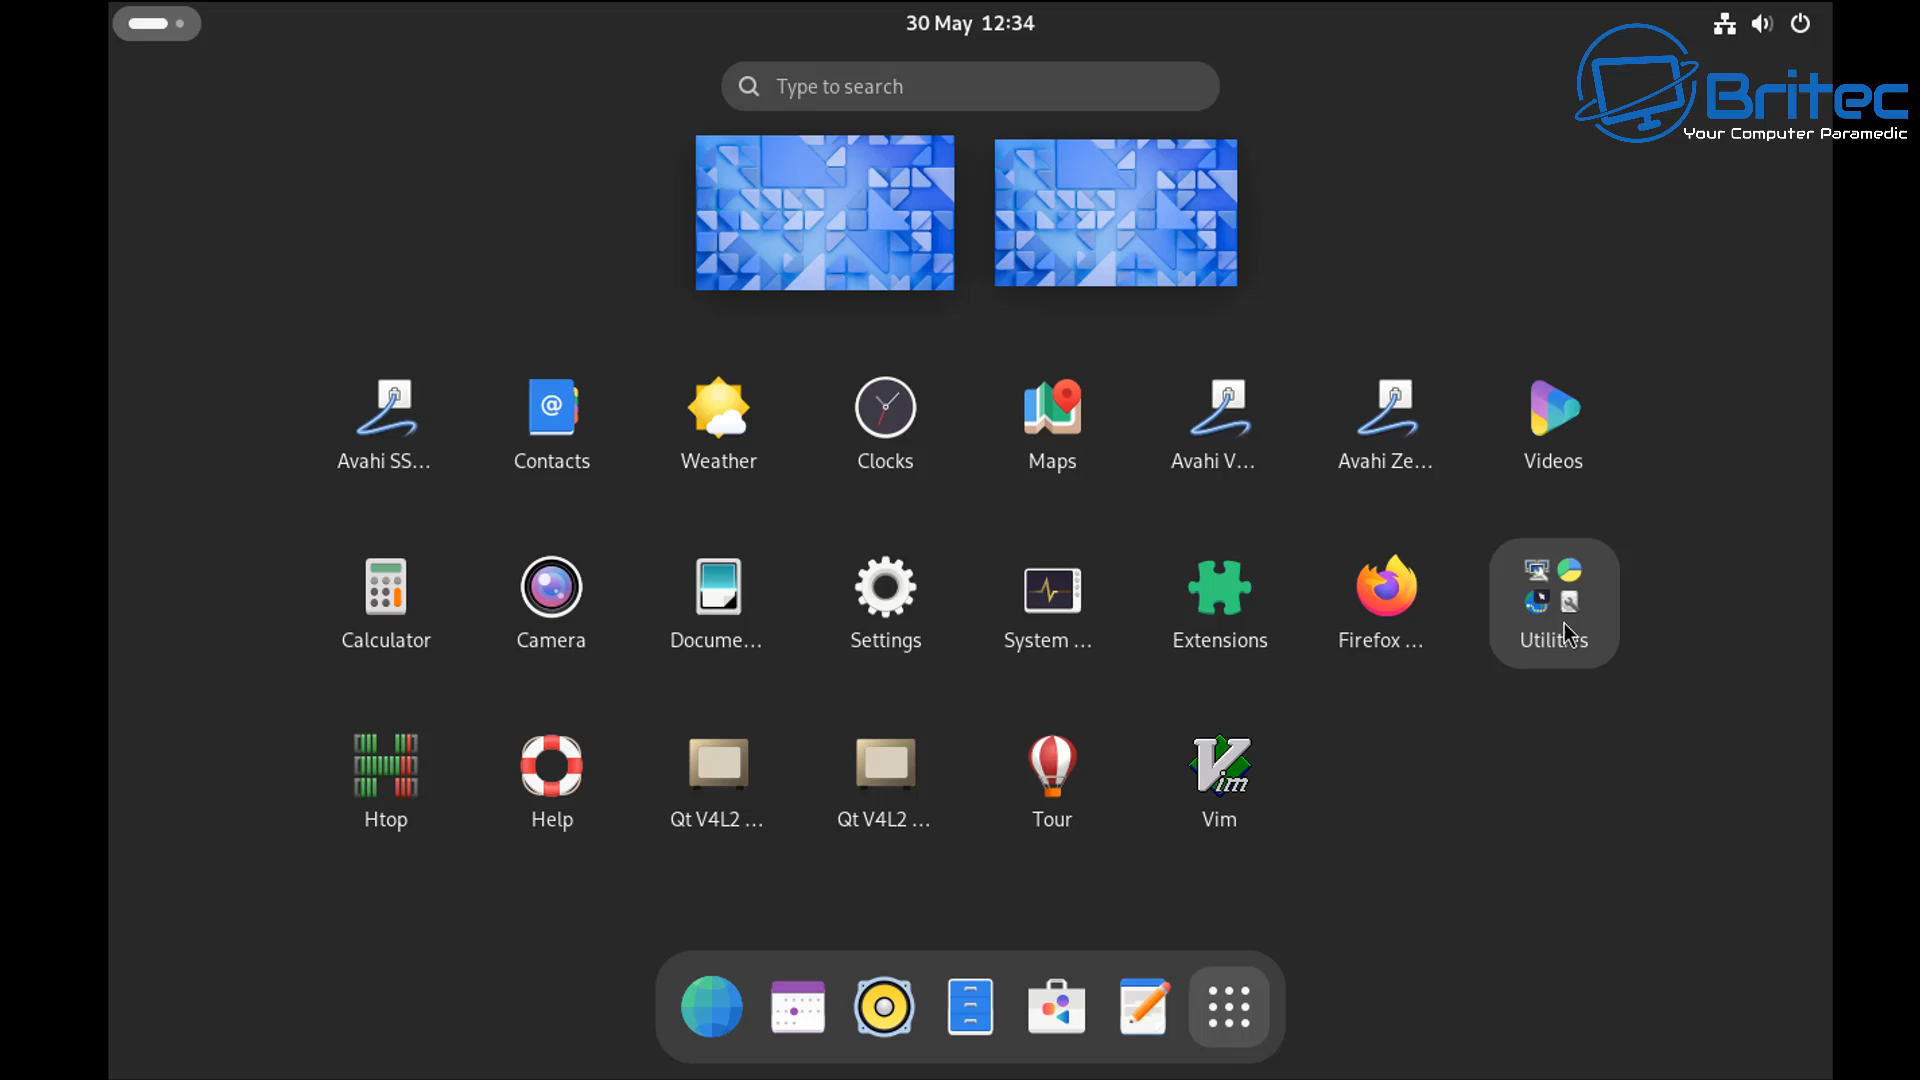 30 May 12:34
Type to search
Britec
Your Computer Paramedic
Avahi SS...
Contacts
Weather
Clocks
Maps
Avahi V...
Avahi Ze...
Videos
Calculator
Camera
Docume...
Settings
System ...
Extensions
Firefox ...
Utilities
Htop
Help
Qt V4L2 ...
Qt V4L2 ...
Tour
Vim